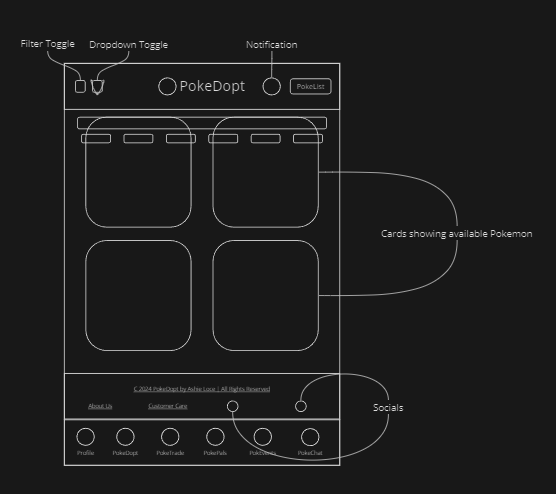 Filter Toggle
Dropdown Toggle
Notification
PokeDopt
PokeList
Cards showing available Pokemon
© 2024 PokeDopt by Ashie Loce | All Rights Reserved
About Us
Customer Care
Socials
Profile
PokeDopt
PokeTrade
PokePals
PokEvents
PokeChat